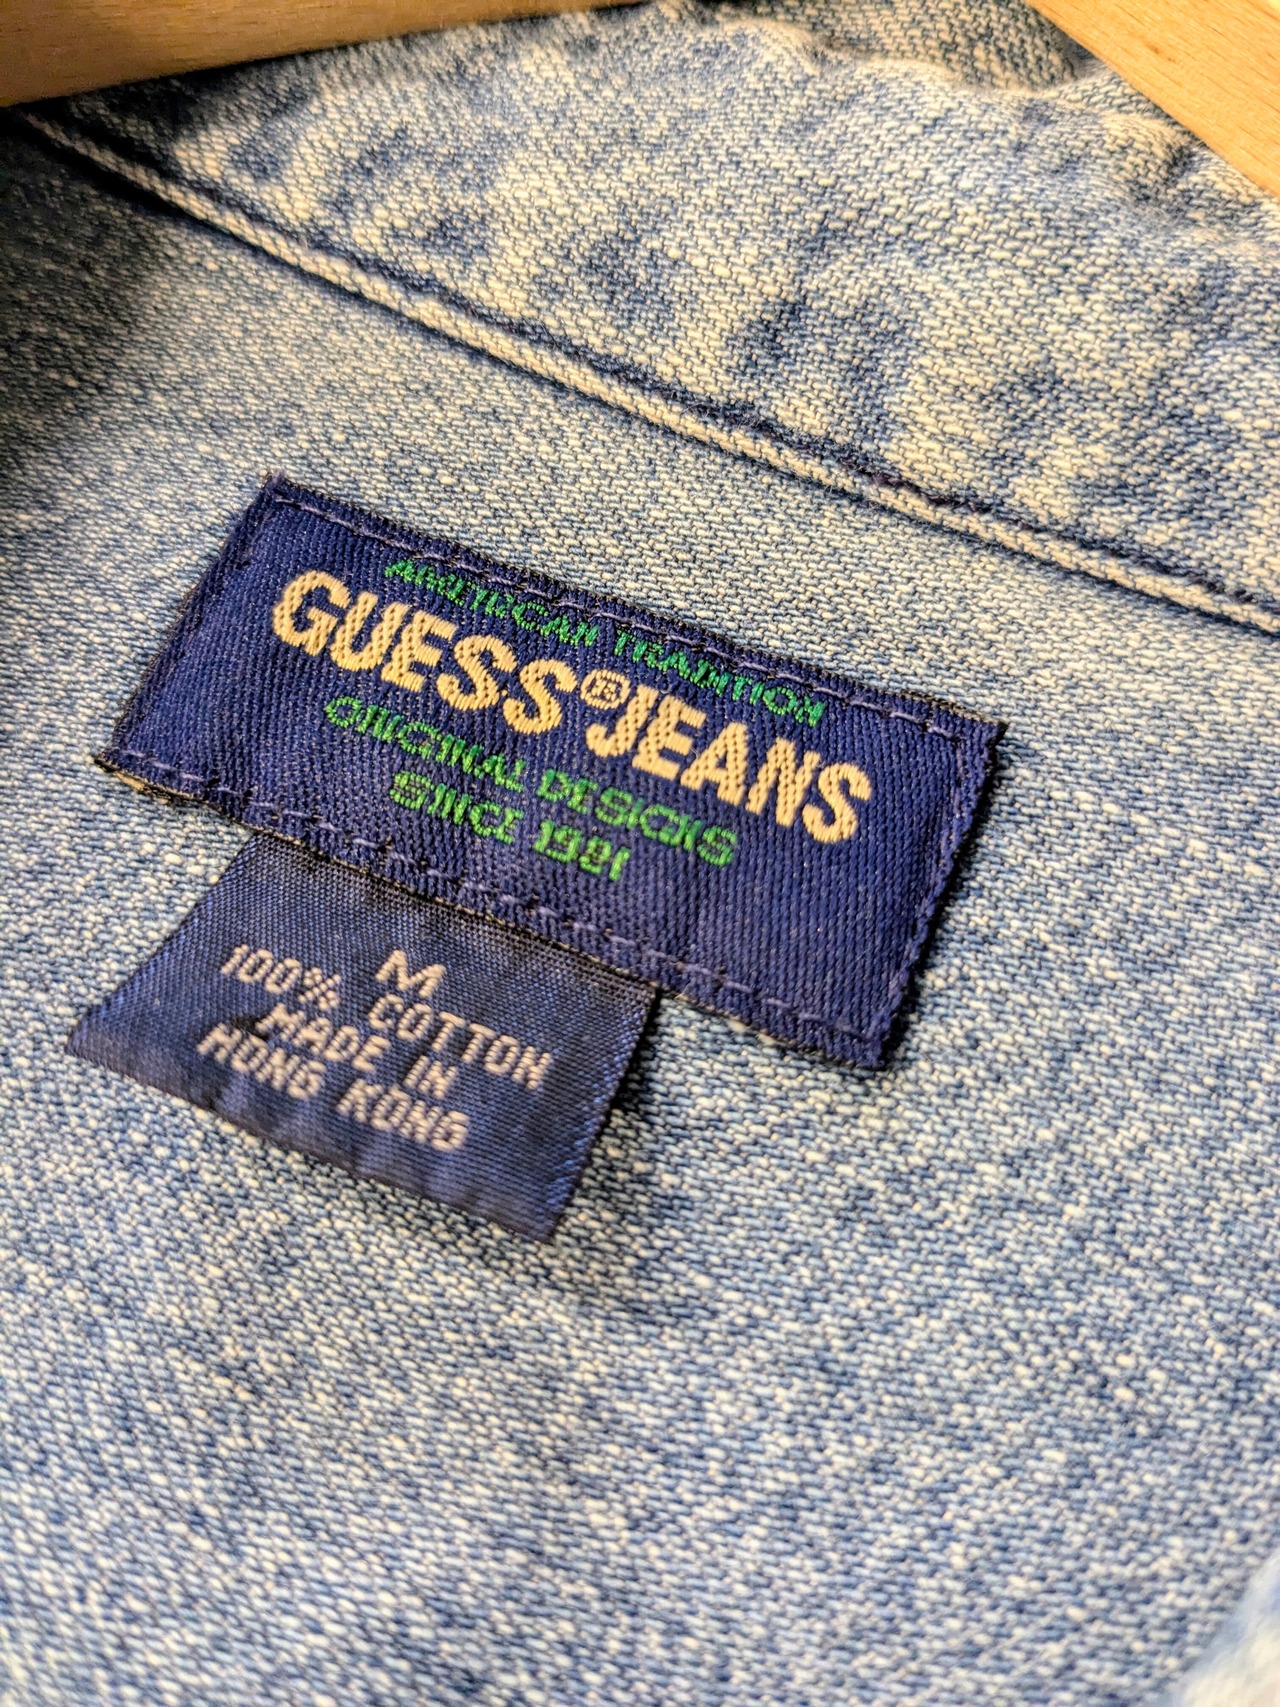 AMERICAN TRADITION
GUESS®JEANS
ORIGINAL DESIGNS
SINCE 1981
M
100% COTTON
MADE IN
HONG KONG